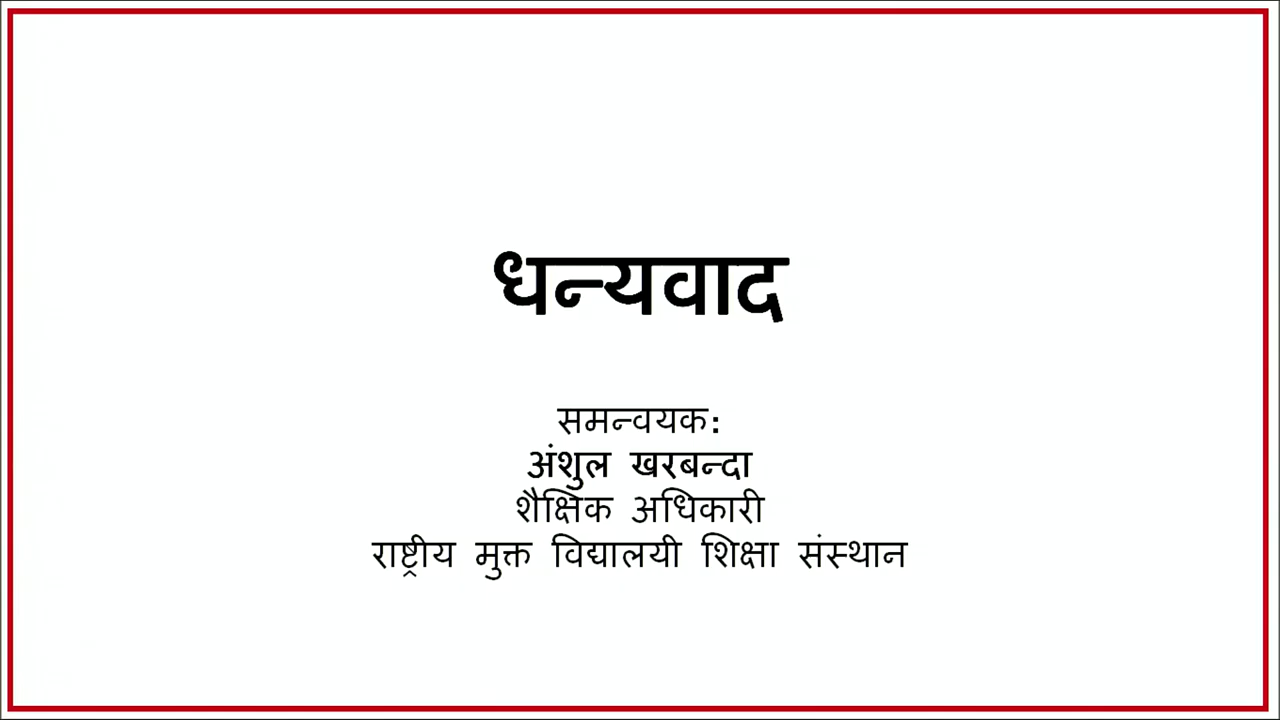 धन्यवाद
समन्वयक:
अंशुल खरबन्दा
शैक्षिक अधिकारी
राष्ट्रीय मुक्त विद्यालयी शिक्षा संस्थान